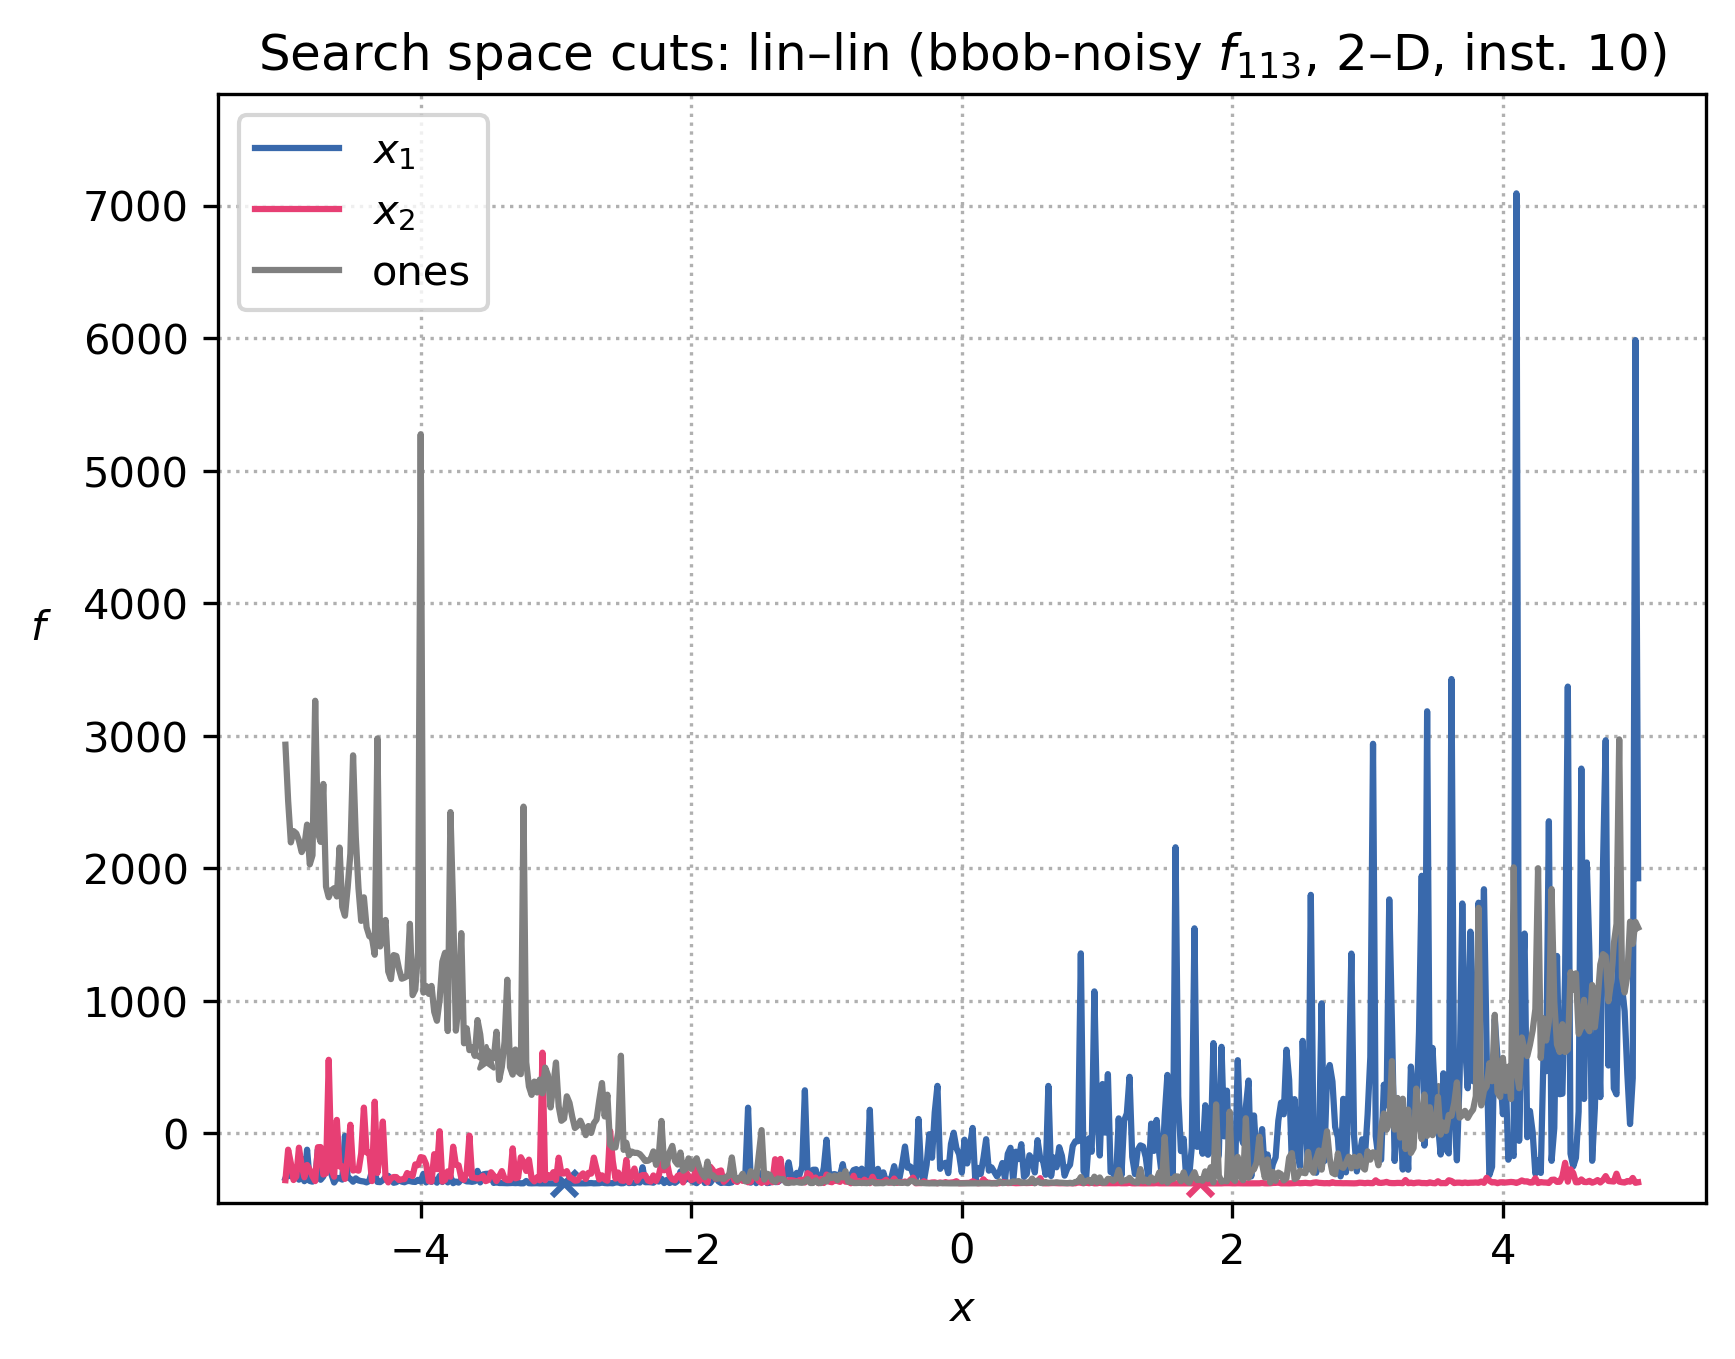 Search space cuts: lin–lin (bbob-noisy f₁₁₃, 2–D, inst. 10)
x₁
x₂
ones
7000
6000
5000
4000
3000
2000
1000
0
f
−4
−2
0
2
4
x